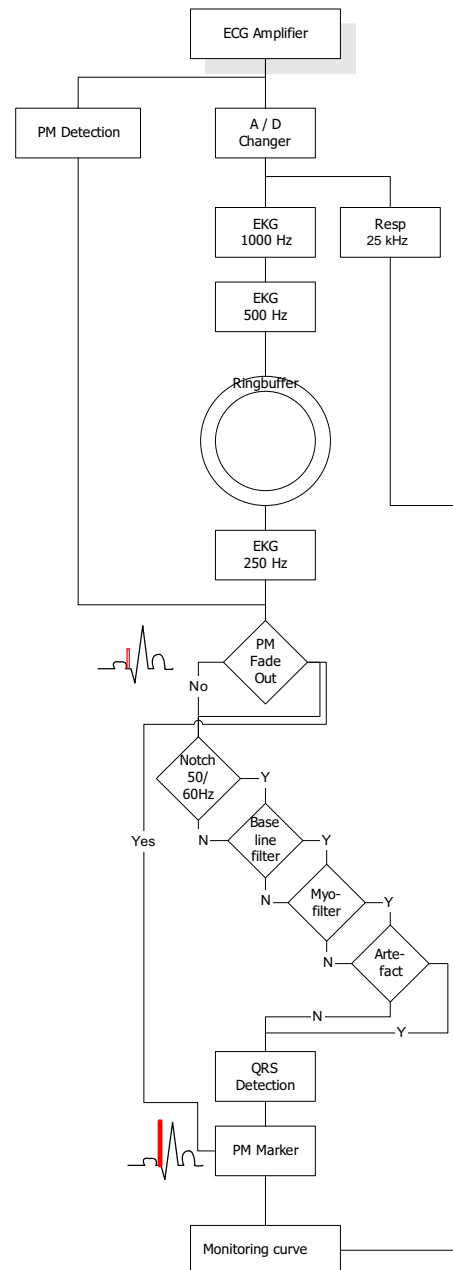 ECG Amplifier
PM Detection
A / D
Changer
EKG
1000 Hz
Resp
25 kHz
EKG
500 Hz
Ringbuffer
EKG
250 Hz
PM
Fade
Out
No
Notch
50/
60Hz
Y
Yes
N
Base
line
filter
Y
N
Myo-
filter
Y
N
Arte-
fact
N
Y
QRS
Detection
PM Marker
Monitoring curve